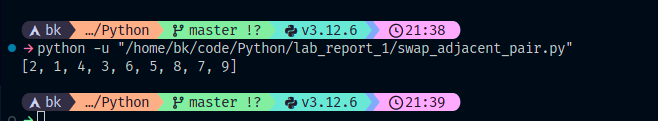 bk …/Python master !? v3.12.6 21:38
→ python -u "/home/bk/code/Python/lab_report_1/swap_adjacent_pair.py"
[2, 1, 4, 3, 6, 5, 8, 7, 9]
bk …/Python master !? v3.12.6 21:39
→